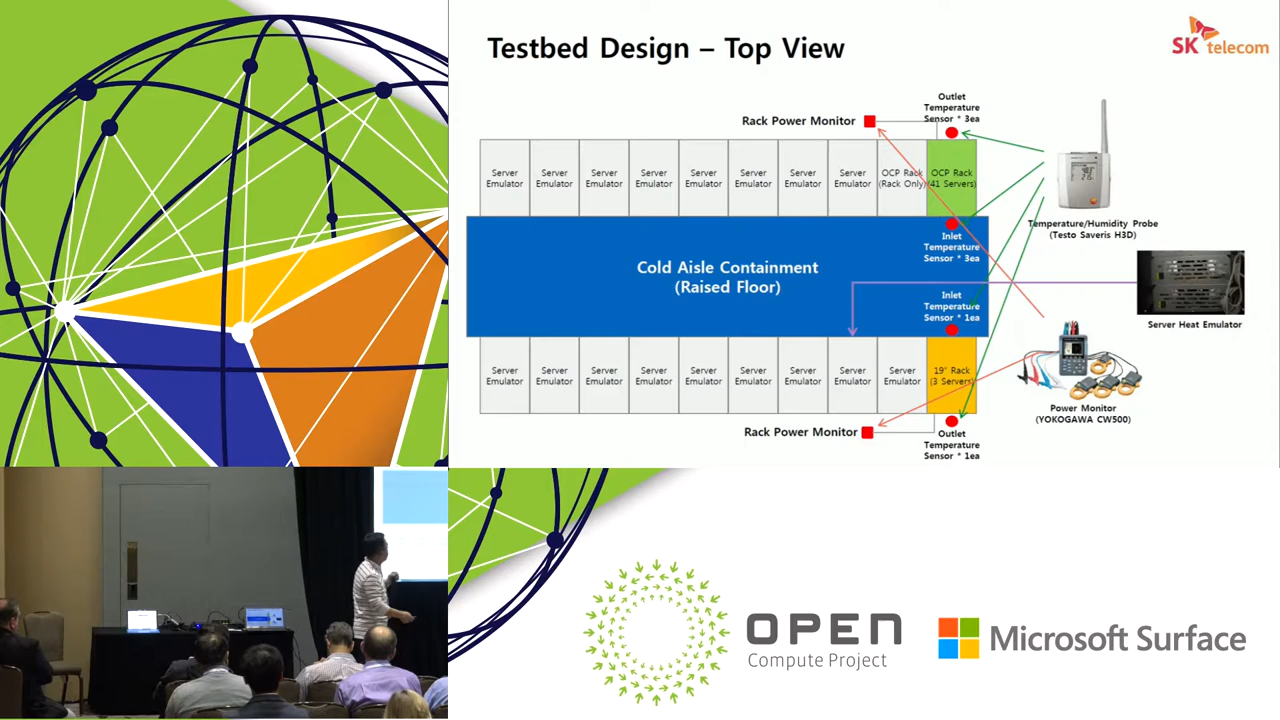 Testbed Design – Top View
SK telecom
Outlet
Temperature
Sensor * 3ea
Rack Power Monitor
Server
Emulator
Server
Emulator
Server
Emulator
Server
Emulator
Server
Emulator
Server
Emulator
Server
Emulator
Server
Emulator
OCP Rack
(Rack Only)
OCP Rack
(41 Servers)
Temperature/Humidity Probe
(Testo Saveris H3D)
Inlet
Temperature
Sensor * 3ea
Cold Aisle Containment
(Raised Floor)
Inlet
Temperature
Sensor * 1ea
Server Heat Emulator
Server
Emulator
Server
Emulator
Server
Emulator
Server
Emulator
Server
Emulator
Server
Emulator
Server
Emulator
Server
Emulator
Server
Emulator
19" Rack
(3 Servers)
Power Monitor
(YOKOGAWA CW500)
Rack Power Monitor
Outlet
Temperature
Sensor * 1ea
OPEN
Compute Project
Microsoft Surface